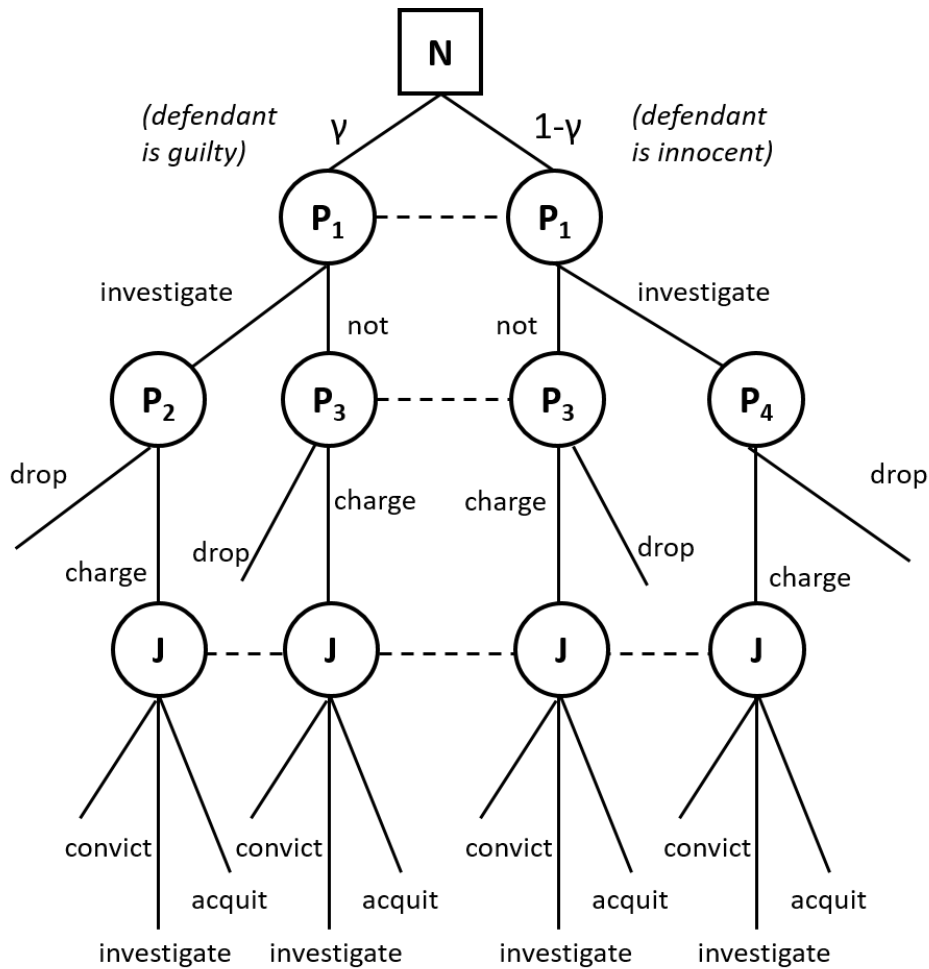 N
(defendant
is guilty)
γ
1-γ
(defendant
is innocent)
P1
P1
investigate
not
not
investigate
P2
P3
P3
P4
drop
charge
drop
charge
charge
drop
drop
charge
J
J
J
J
convict
convict
convict
convict
acquit
acquit
acquit
acquit
investigate
investigate
investigate
investigate